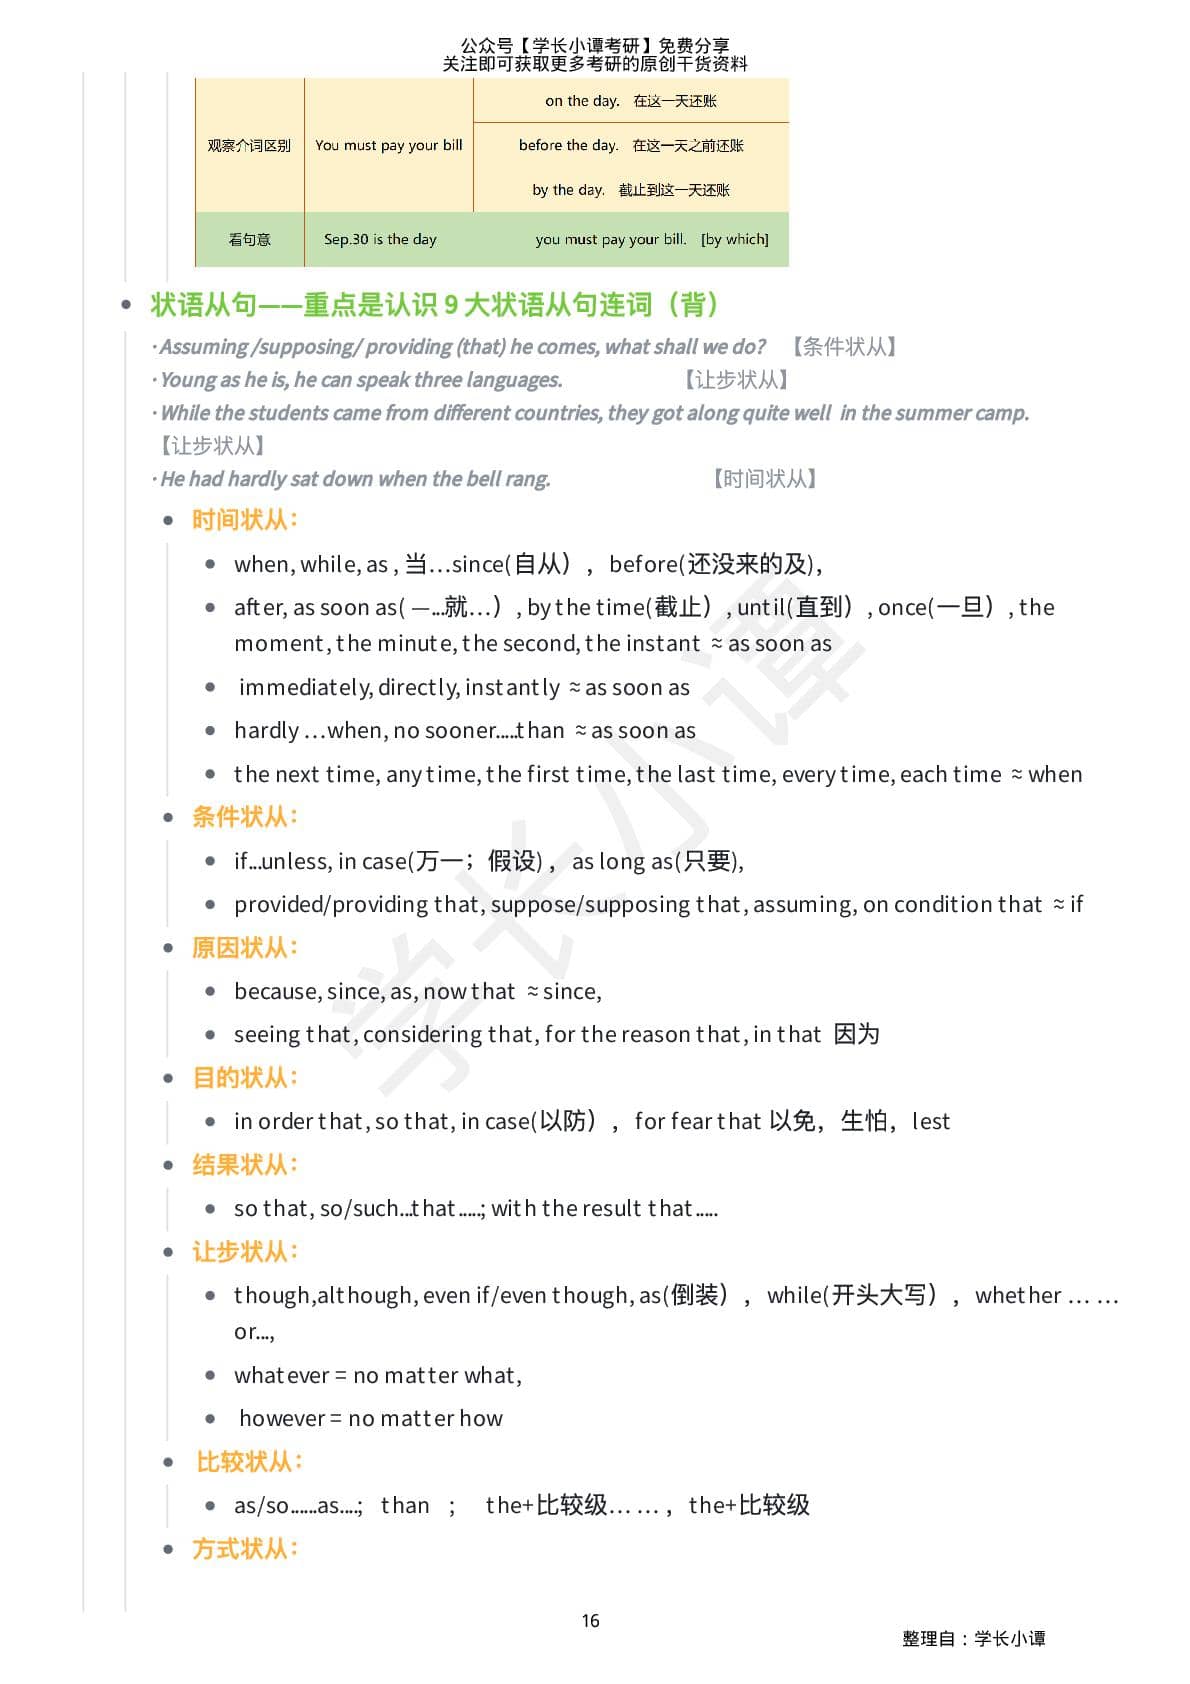 公众号【学长小谭考研】免费分享
关注即可获取更多考研的原创干货资料
on the day. 在这一天还账
观察介词区别 You must pay your bill before the day. 在这一天之前还账
by the day. 截止到这一天还账
看句意 Sep.30 is the day you must pay your bill. [by which]
状语从句——重点是认识 9 大状语从句连词（背）
·Assuming/supposing/ providing (that) he comes, what shall we do? 【条件状从】
·Young as he is, he can speak three languages. 【让步状从】
·While the students came from different countries, they got along quite well in the summer camp.
【让步状从】
·He had hardly sat down when the bell rang. 【时间状从】
时间状从：
when, while, as , 当…since(自从），before(还没来的及),
after, as soon as( —...就…）, by the time(截止）, until(直到）, once(一旦）, the
moment, the minute, the second, the instant ≈ as soon as
immediately, directly, instantly ≈ as soon as
hardly …when, no sooner.....than ≈ as soon as
the next time, any time, the first time, the last time, every time, each time ≈ when
条件状从：
if...unless, in case(万一；假设)，as long as(只要),
provided/providing that, suppose/supposing that, assuming, on condition that ≈ if
原因状从：
because, since, as, now that ≈ since,
seeing that, considering that, for the reason that, in that 因为
目的状从：
in order that, so that, in case(以防），for fear that 以免，生怕，lest
结果状从：
so that, so/such...that.....; with the result that.....
让步状从：
though,although, even if/even though, as(倒装），while(开头大写），whether … …
or...,
whatever = no matter what,
however = no matter how
比较状从：
as/so......as....; than ； the+比较级… …，the+比较级
方式状从：
学长小谭
16
整理自：学长小谭